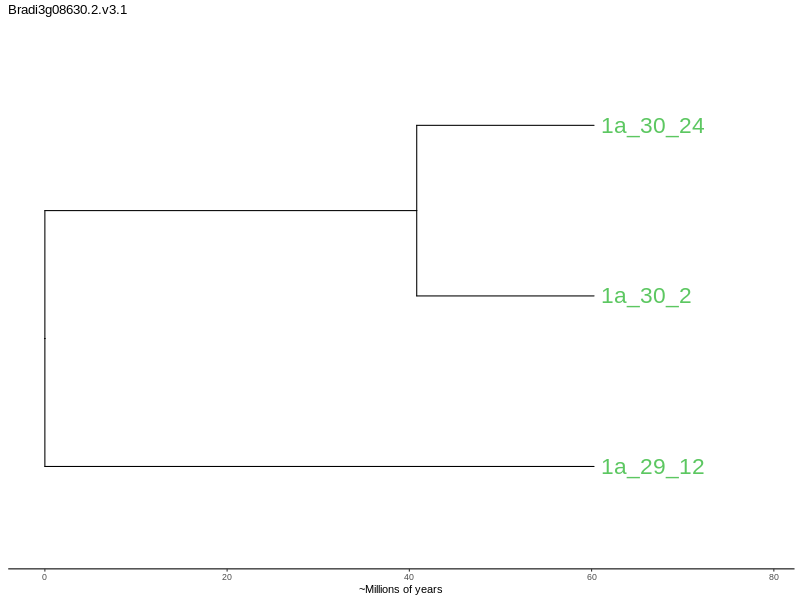 Bradi3g08630.2.v3.1
1a_30_24
1a_30_2
1a_29_12
0 20 40 60 80
~Millions of years